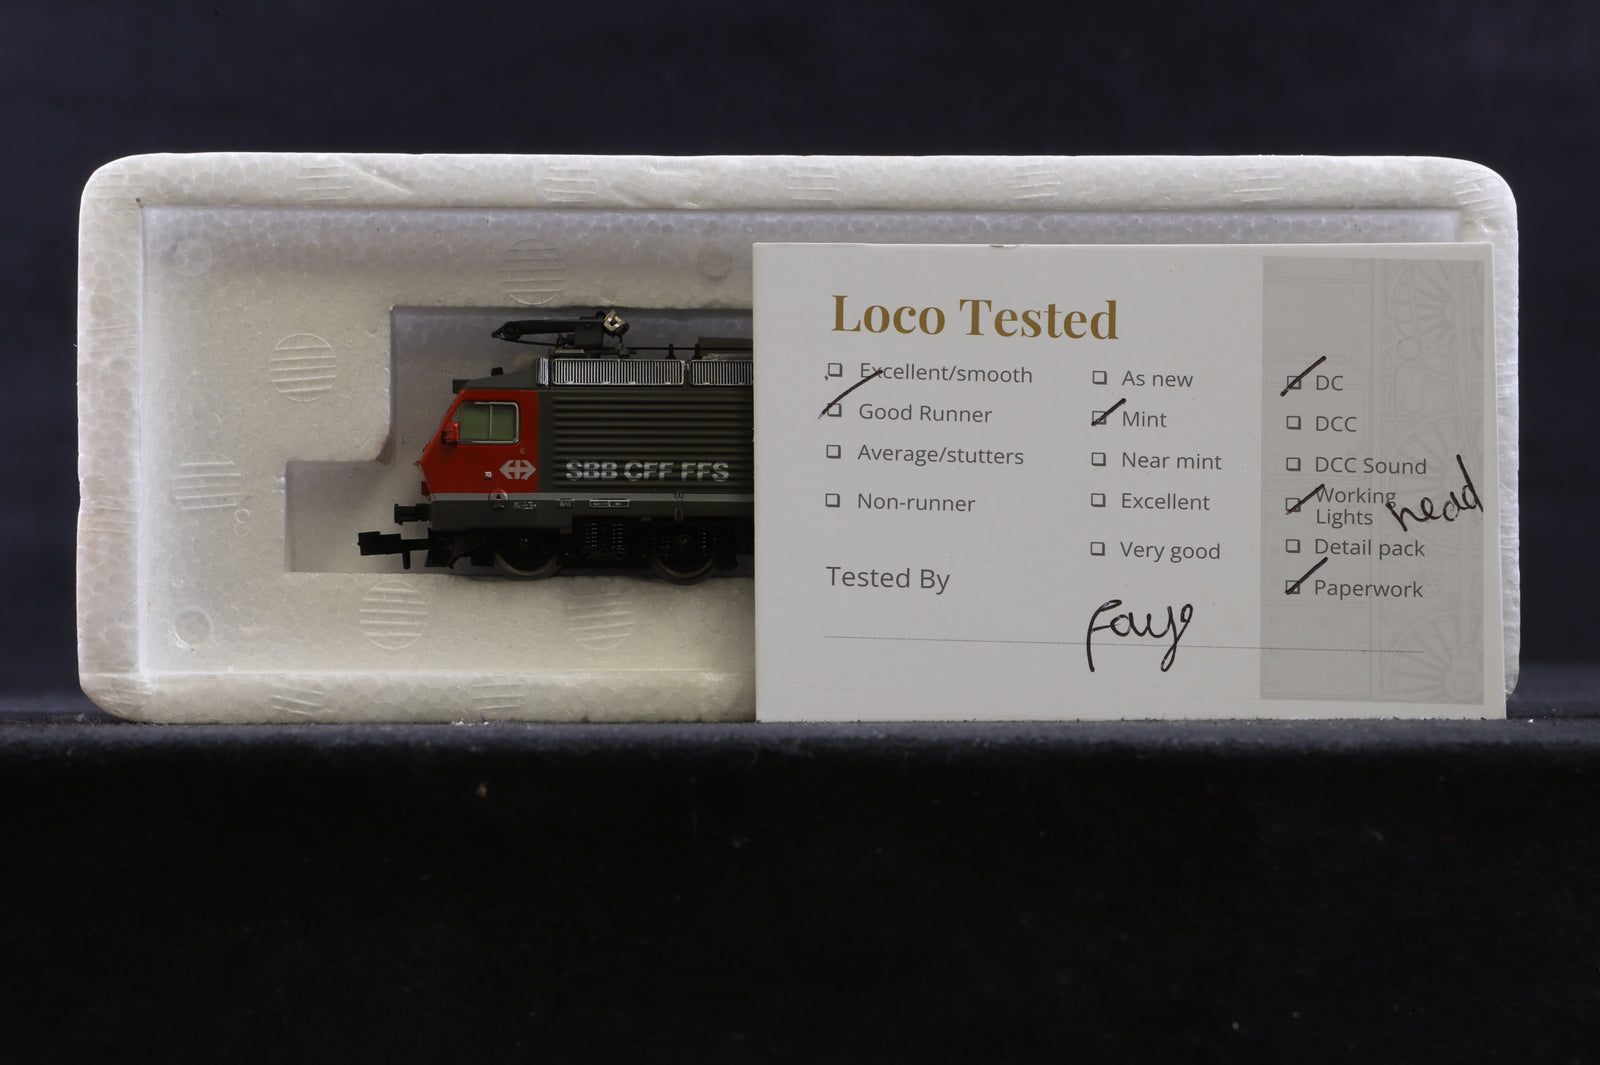 Loco Tested
Excellent/smooth
Good Runner
Average/stutters
Non-runner
As new
Mint
Near mint
Excellent
Very good
DC
DCC
DCC Sound
Working
Lights
head
Detail pack
Paperwork
Tested By
Faye
SBB CFF FFS